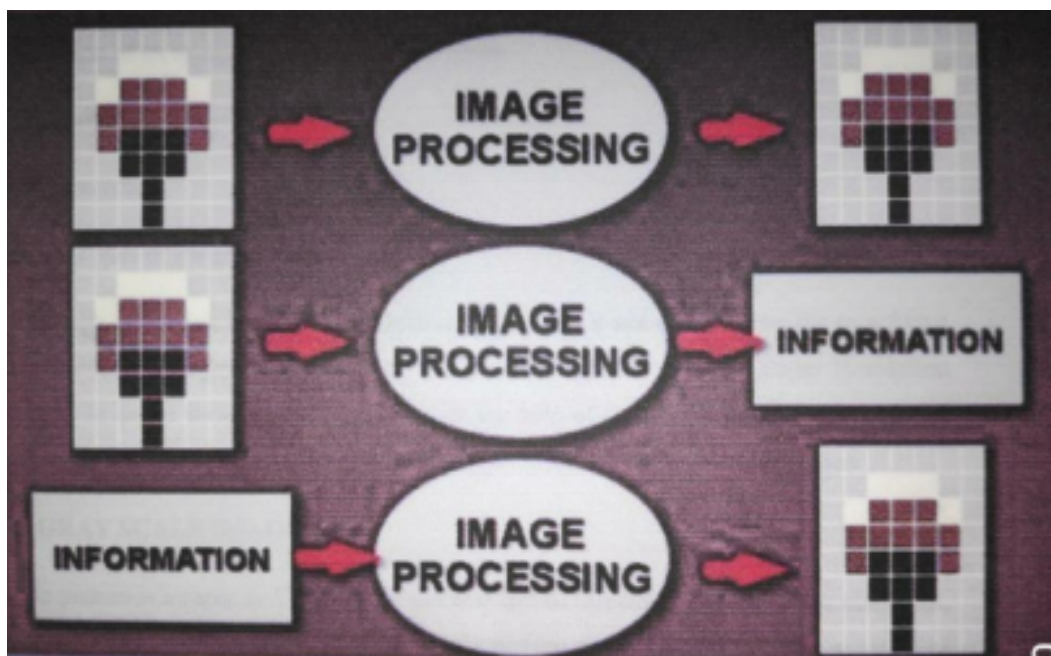 IMAGE
PROCESSING
IMAGE
PROCESSING
INFORMATION
INFORMATION
IMAGE
PROCESSING